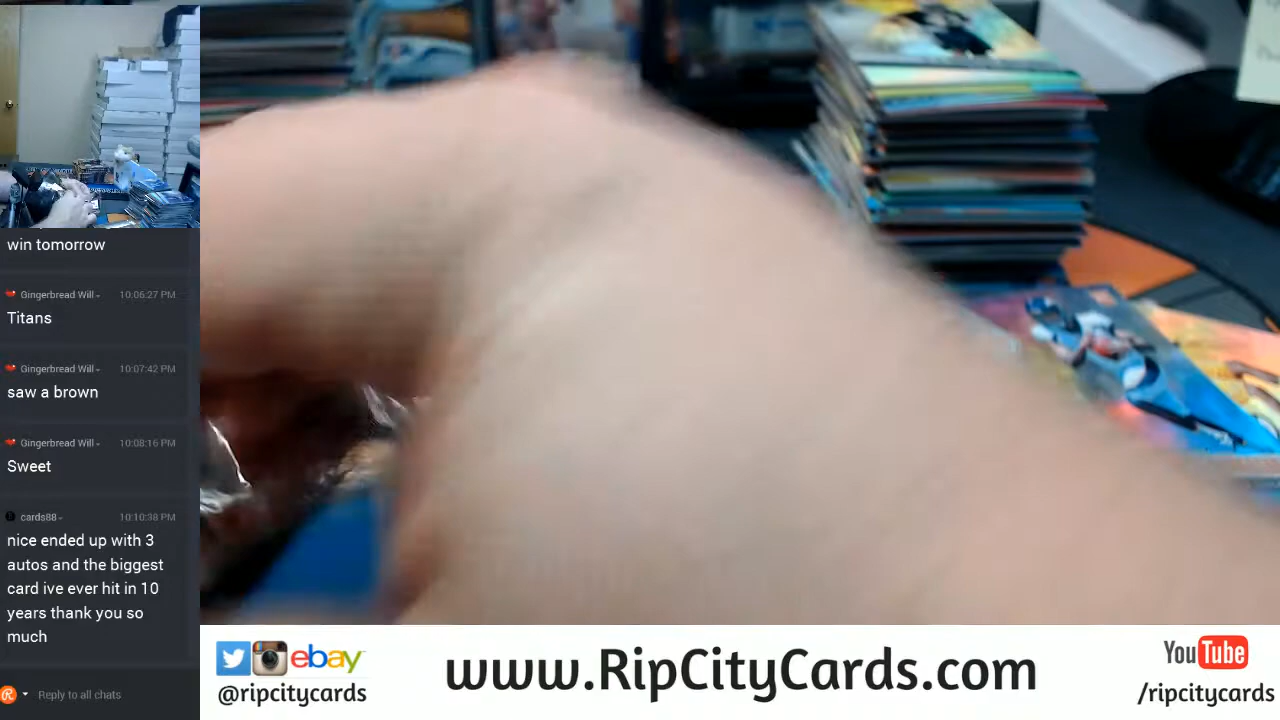 win tomorrow
Gingerbread Will 10:06:27 PM
Titans
Gingerbread Will 10:07:42 PM
saw a brown
Gingerbread Will 10:08:16 PM
Sweet
cards88 10:10:38 PM
nice ended up with 3
autos and the biggest
card ive ever hit in 10
years thank you so
much
Reply to all chats
ebay
@ripcitycards
www.RipCityCards.com
YouTube
/ripcitycards